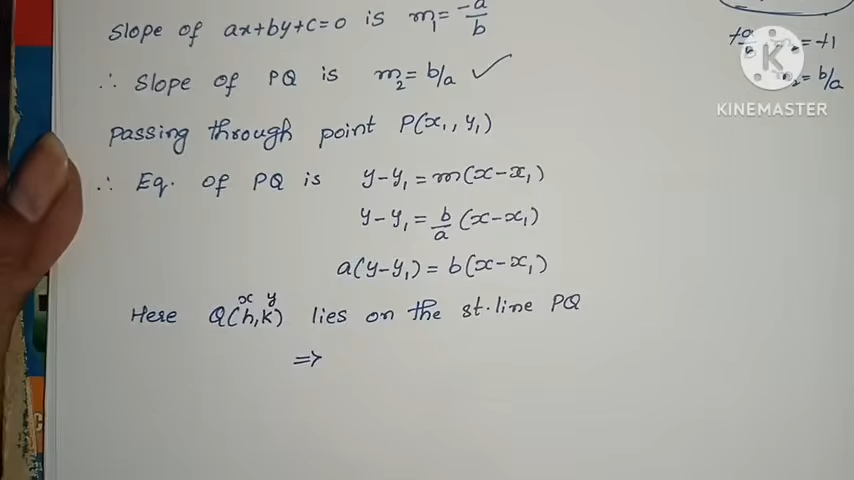 Slope of ax+by+c=0 is m₁ = -a/b
∴ Slope of PQ is m₂ = b/a ✓
Passing through point P(x₁, y₁)
∴ Eq. of PQ is y-y₁ = m(x-x₁)
y-y₁ = b/a (x-x₁)
a(y-y₁) = b(x-x₁)
x y
Here Q(h,k) lies on the st.line PQ
⇒
= +1
= b/a
KINEMASTER